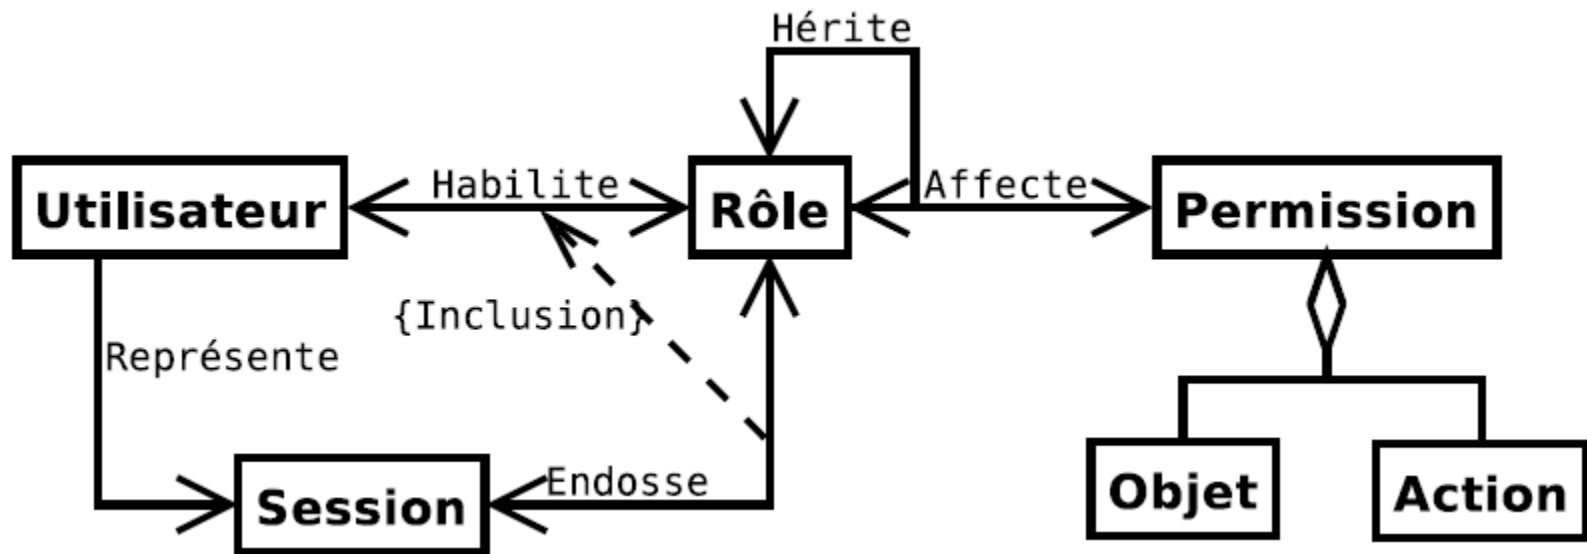 Hérite
Utilisateur
Habilite
Rôle
Affecte
Permission
{Inclusion}
Représente
Session
Endosse
Objet
Action